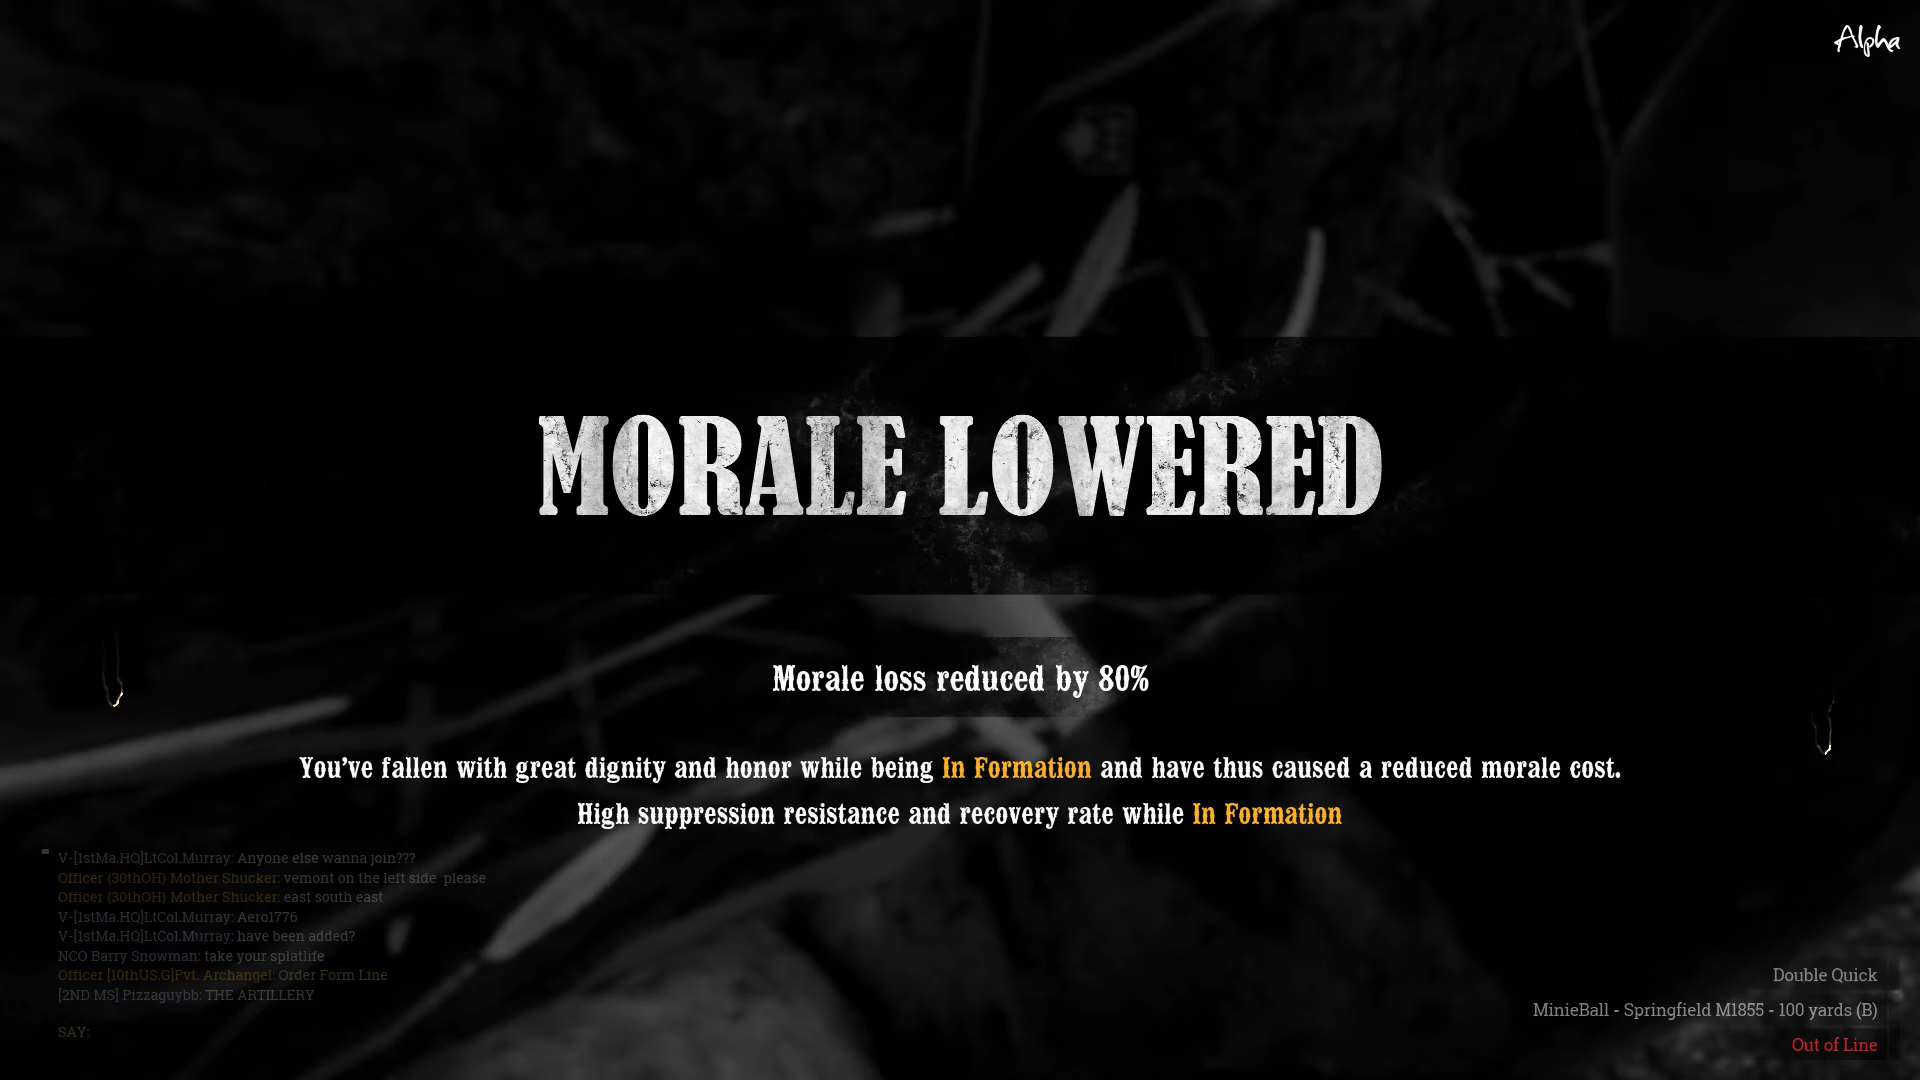 Alpha
MORALE LOWERED
Morale loss reduced by 80%
You've fallen with great dignity and honor while being In Formation and have thus caused a reduced morale cost.
High suppression resistance and recovery rate while In Formation
V-[1stMa.HQ]LtCol.Murray: Anyone else wanna join???
Officer (30thOH) Mother Shucker: vemont on the left side  please
Officer (30thOH) Mother Shucker: east south east
V-[1stMa.HQ]LtCol.Murray: Aero1776
V-[1stMa.HQ]LtCol.Murray: have been added?
NCO Barry Snowman: take your splatlife
Officer [10thUS.G]Pvt. Archangel: Order Form Line
[2ND MS] Pizzaguybb: THE ARTILLERY
SAY:
Double Quick
MinieBall - Springfield M1855 - 100 yards (B)
Out of Line